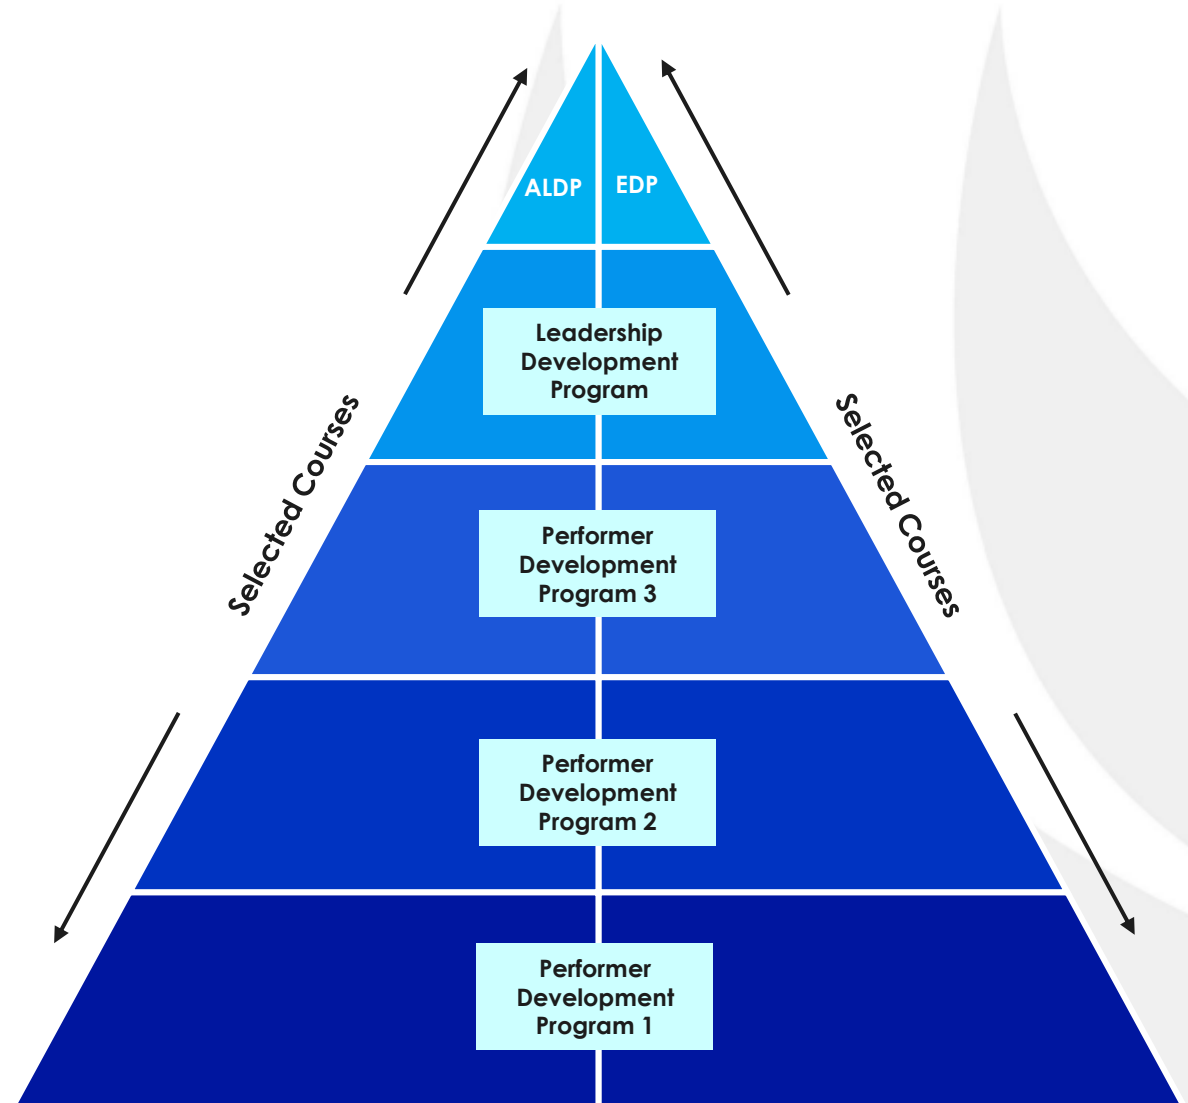 ALDP
EDP
Leadership
Development
Program
Selected Courses
Selected Courses
Performer
Development
Program 3
Performer
Development
Program 2
Performer
Development
Program 1